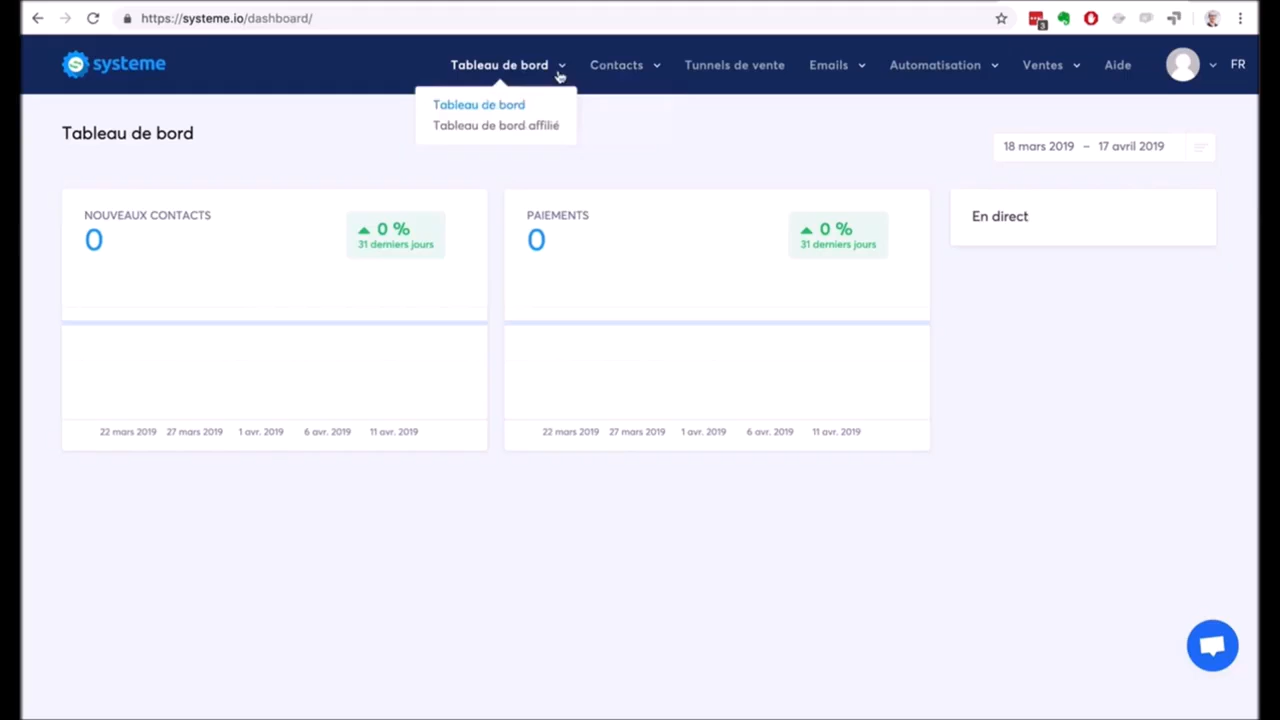 https://systeme.io/dashboard/
3
systeme
Tableau de bord
Contacts
Tunnels de vente
Emails
Automatisation
Ventes
Aide
FR
Tableau de bord
Tableau de bord affilié
Tableau de bord
18 mars 2019 – 17 avril 2019
NOUVEAUX CONTACTS
0
0 %
31 derniers jours
22 mars 2019 27 mars 2019 1 avr. 2019 6 avr. 2019 11 avr. 2019
PAIEMENTS
0
0 %
31 derniers jours
22 mars 2019 27 mars 2019 1 avr. 2019 6 avr. 2019 11 avr. 2019
En direct